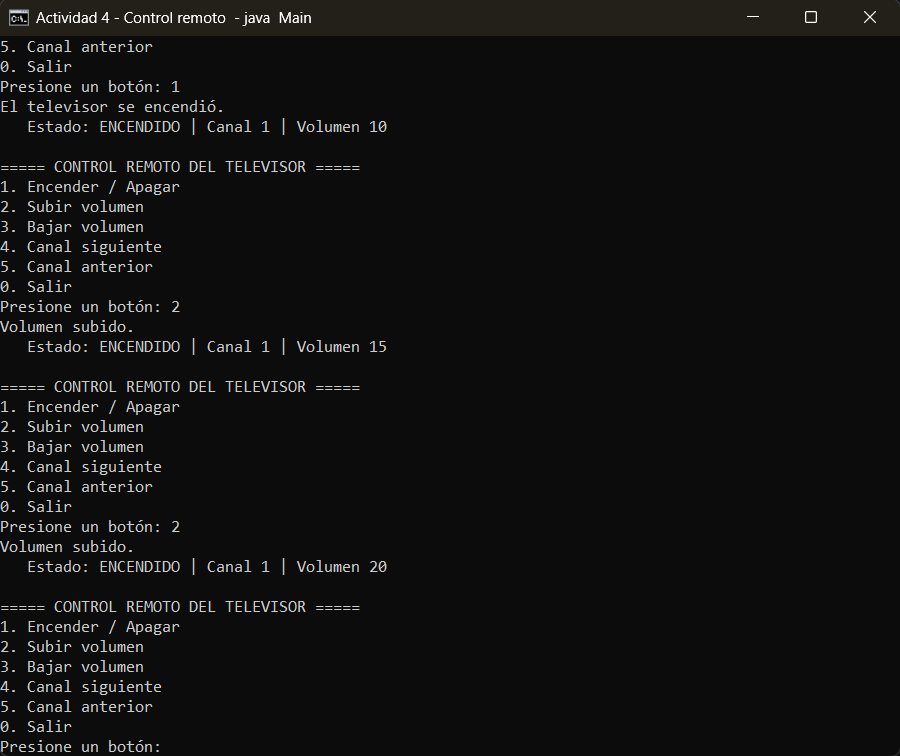 Actividad 4 - Control remoto  - java  Main
5. Canal anterior
0. Salir
Presione un botón: 1
El televisor se encendió.
   Estado: ENCENDIDO | Canal 1 | Volumen 10

===== CONTROL REMOTO DEL TELEVISOR =====
1. Encender / Apagar
2. Subir volumen
3. Bajar volumen
4. Canal siguiente
5. Canal anterior
0. Salir
Presione un botón: 2
Volumen subido.
   Estado: ENCENDIDO | Canal 1 | Volumen 15

===== CONTROL REMOTO DEL TELEVISOR =====
1. Encender / Apagar
2. Subir volumen
3. Bajar volumen
4. Canal siguiente
5. Canal anterior
0. Salir
Presione un botón: 2
Volumen subido.
   Estado: ENCENDIDO | Canal 1 | Volumen 20

===== CONTROL REMOTO DEL TELEVISOR =====
1. Encender / Apagar
2. Subir volumen
3. Bajar volumen
4. Canal siguiente
5. Canal anterior
0. Salir
Presione un botón: